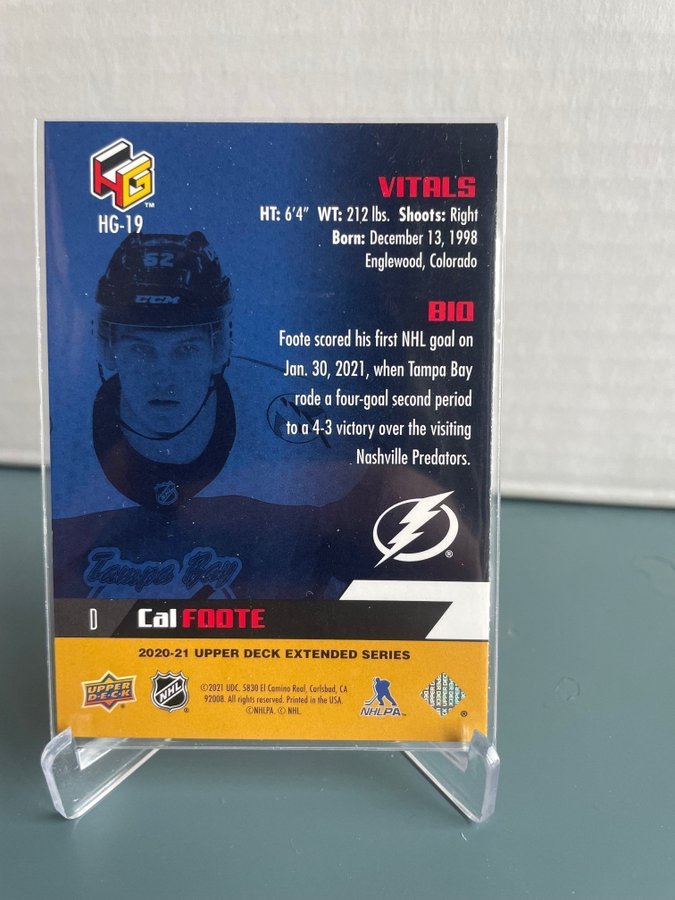 HG
TM
HG-19
VITALS
HT: 6'4" WT: 212 lbs. Shoots: Right
Born: December 13, 1998
Englewood, Colorado
52
CCM
BIO
Foote scored his first NHL goal on
Jan. 30, 2021, when Tampa Bay
rode a four-goal second period
to a 4-3 victory over the visiting
Nashville Predators.
NHL
®
Tampa Bay
D Cal FOOTE
2020-21 UPPER DECK EXTENDED SERIES
UPPER
DECK
NHL
®
©2021 UDC. 5830 El Camino Real, Carlsbad, CA
92008. All rights reserved. Printed in the USA.
©NHLPA. © NHL.
NHLPA
UPPER DECK
®